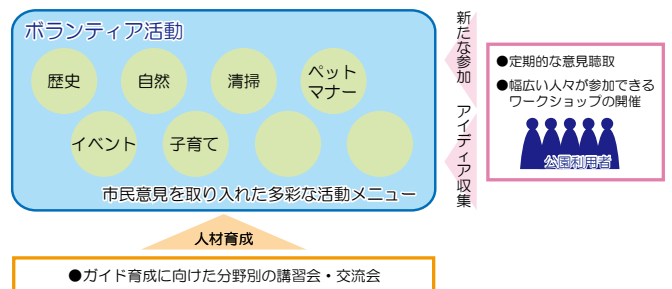 ボランティア活動
歴史
自然
清掃
ペット
マナー
イベント
子育て
市民意見を取り入れた多彩な活動メニュー
新たな参加
アイディア収集
●定期的な意見聴取
●幅広い人々が参加できる
ワークショップの開催
公園利用者
人材育成
●ガイド育成に向けた分野別の講習会・交流会